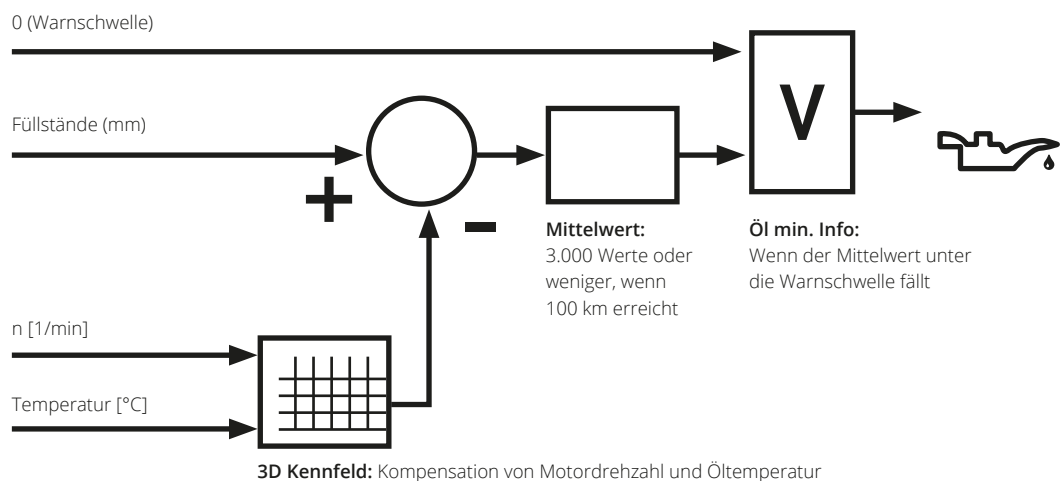 0 (Warnschwelle)
Füllstände (mm)
+
-
V
Mittelwert:
3.000 Werte oder
weniger, wenn
100 km erreicht
Öl min. Info:
Wenn der Mittelwert unter
die Warnschwelle fällt
n [1/min]
Temperatur [°C]
3D Kennfeld: Kompensation von Motordrehzahl und Öltemperatur